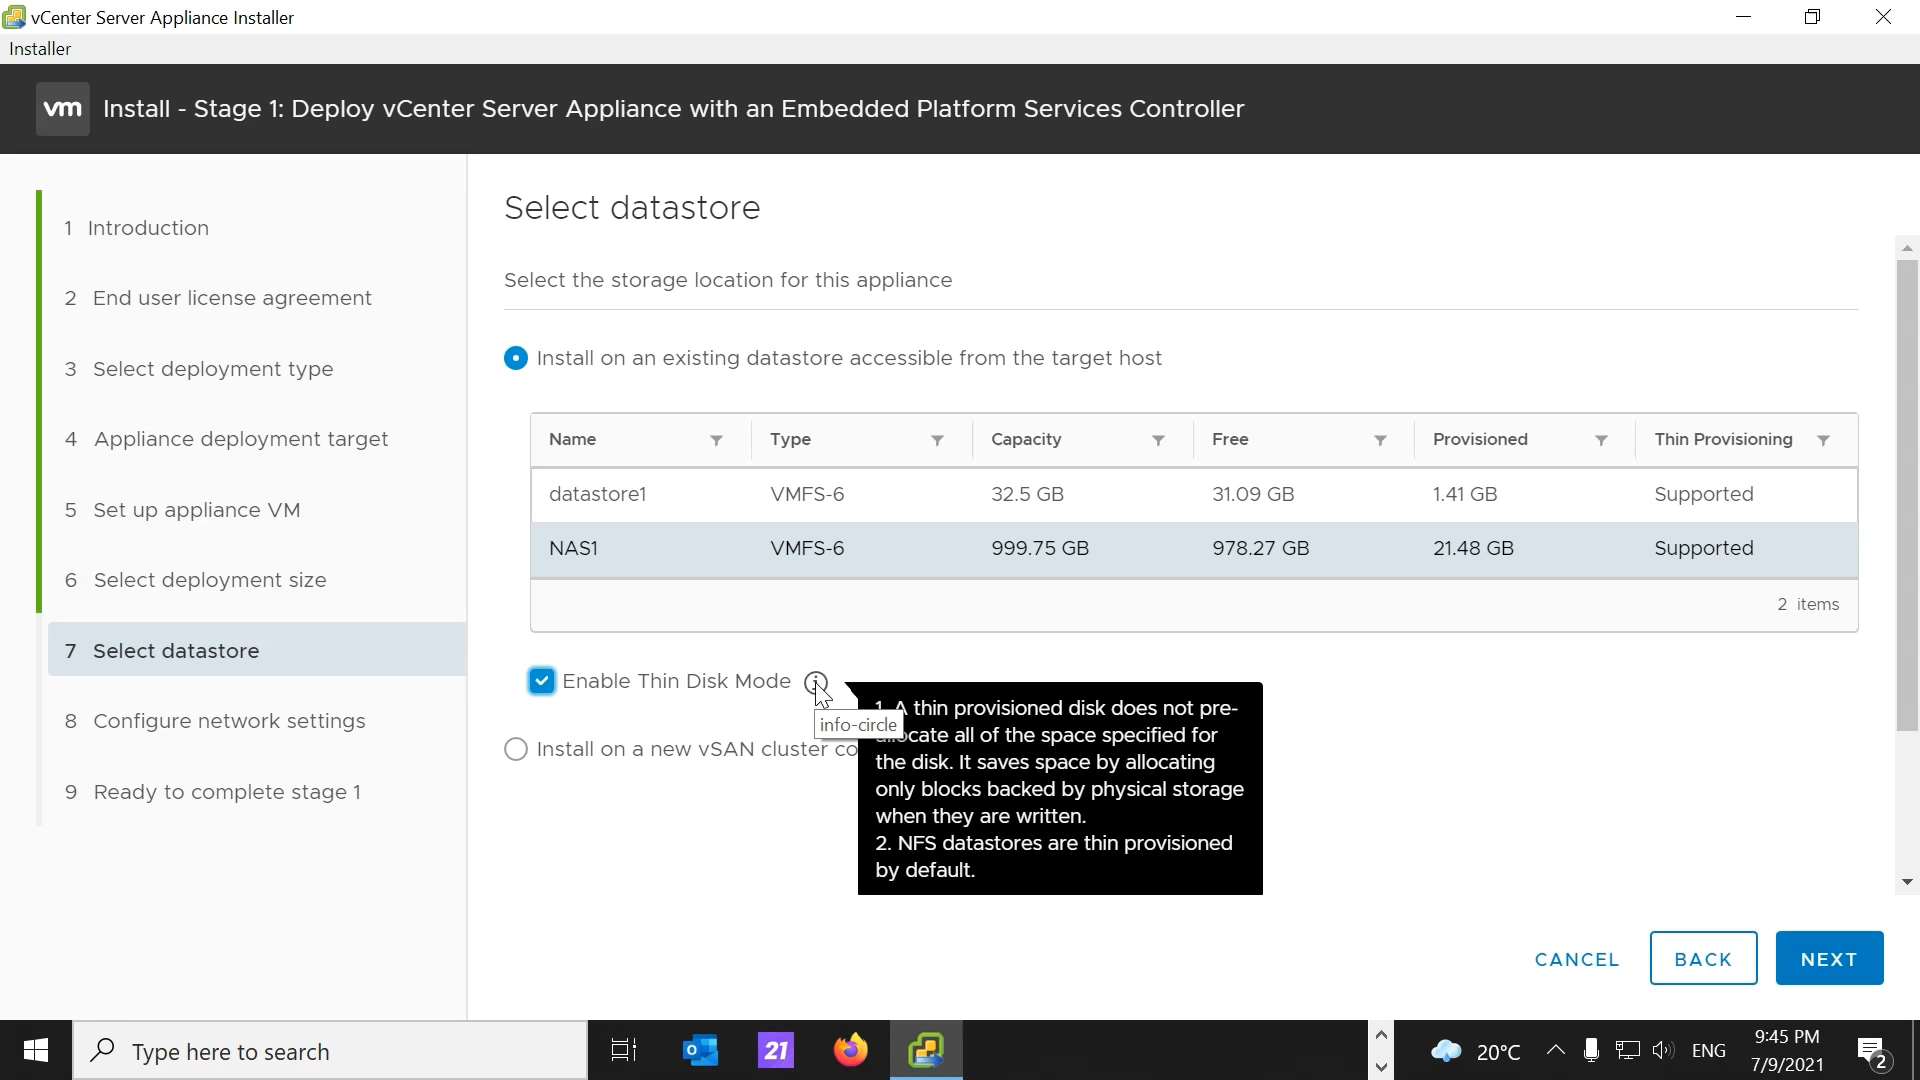 vCenter Server Appliance Installer
Installer
vm Install - Stage 1: Deploy vCenter Server Appliance with an Embedded Platform Services Controller
1 Introduction
2 End user license agreement
3 Select deployment type
4 Appliance deployment target
5 Set up appliance VM
6 Select deployment size
7 Select datastore
8 Configure network settings
9 Ready to complete stage 1
Select datastore
Select the storage location for this appliance
Install on an existing datastore accessible from the target host
Name Type Capacity Free Provisioned Thin Provisioning
datastore1 VMFS-6 32.5 GB 31.09 GB 1.41 GB Supported
NAS1 VMFS-6 999.75 GB 978.27 GB 21.48 GB Supported
2 items
Enable Thin Disk Mode
info-circle
Install on a new vSAN cluster co
1. A thin provisioned disk does not pre-
cate all of the space specified for
the disk. It saves space by allocating
only blocks backed by physical storage
when they are written.
2. NFS datastores are thin provisioned
by default.
CANCEL BACK NEXT
Type here to search
21
20°C
ENG
9:45 PM
7/9/2021
2